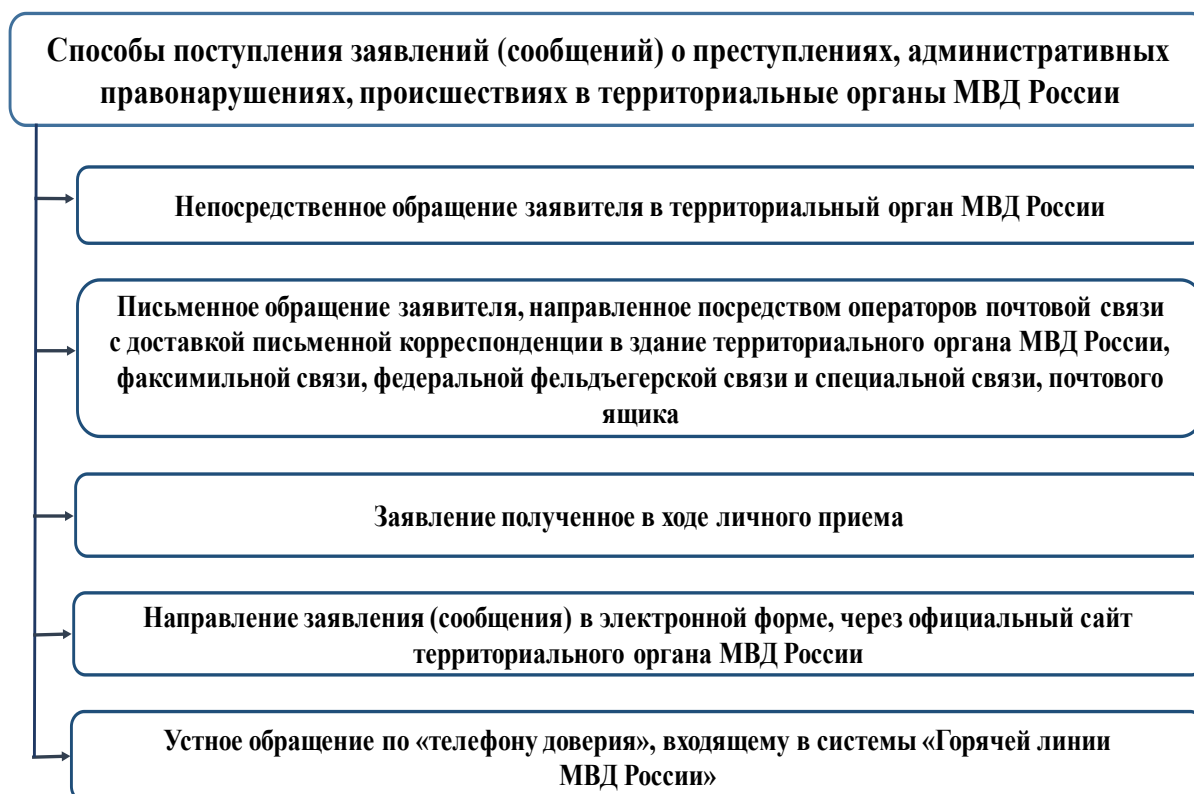 Способы поступления заявлений (сообщений) о преступлениях, административных
правонарушениях, происшествиях в территориальные органы МВД России
Непосредственное обращение заявителя в территориальный орган МВД России
Письменное обращение заявителя, направленное посредством операторов почтовой связи
с доставкой письменной корреспонденции в здание территориального органа МВД России,
факсимильной связи, федеральной фельдъегерской связи и специальной связи, почтового
ящика
Заявление полученное в ходе личного приема
Направление заявления (сообщения) в электронной форме, через официальный сайт
территориального органа МВД России
Устное обращение по «телефону доверия», входящему в системы «Горячей линии
МВД России»